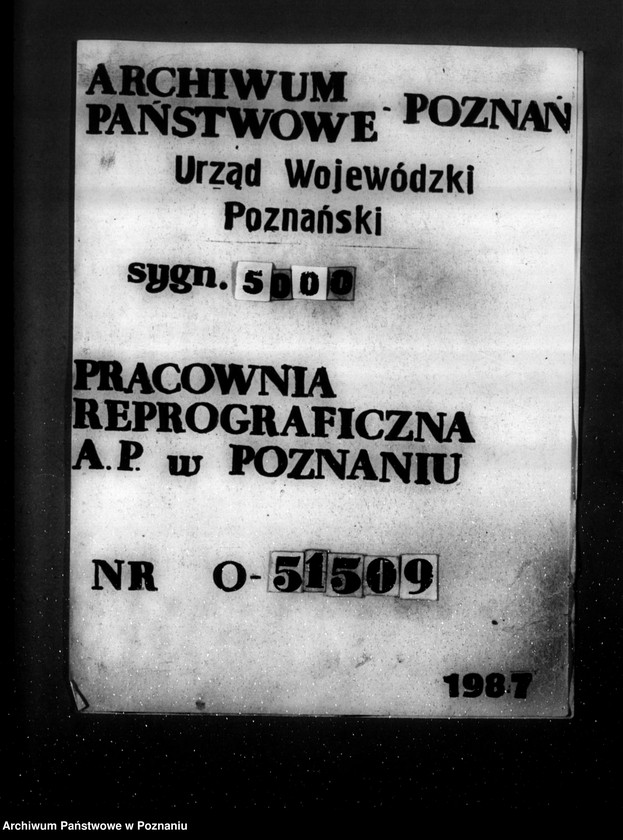 ARCHIWUM
PAŃSTWOWE - POZNAŃ
Urząd Wojewódzki
Poznański
sygn. 5000
PRACOWNIA
REPROGRAFICZNA
A.P. w POZNANIU
NR O-51509
1987
Archiwum Państwowe w Poznaniu